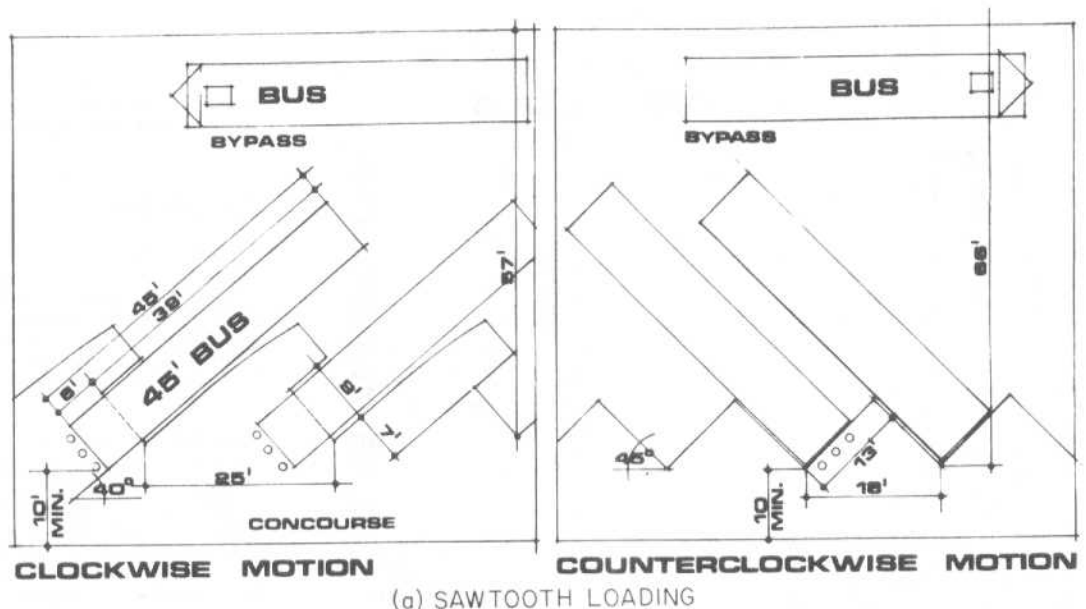 BUS
BYPASS
45'
39'
45' BUS
6'
57'
9'
7'
40°
25'
10'
MIN.
CONCOURSE
CLOCKWISE MOTION
BUS
BYPASS
66'
45°
13'
18'
10
MIN.
COUNTERCLOCKWISE MOTION
(a) SAWTOOTH LOADING